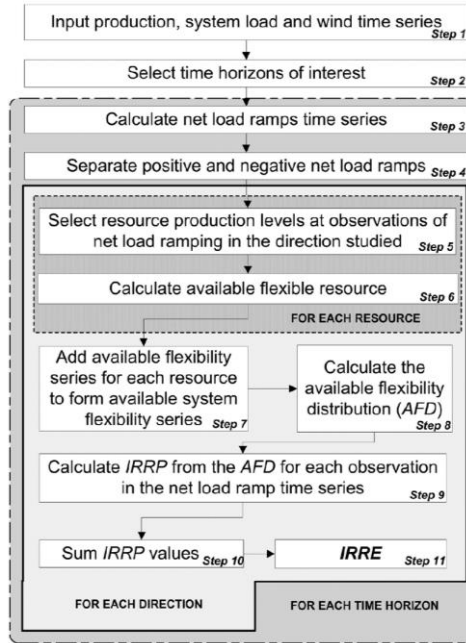 Input production, system load and wind time series
Step 1
Select time horizons of interest
Step 2
Calculate net load ramps time series
Step 3
Separate positive and negative net load ramps
Step 4
Select resource production levels at observations of
net load ramping in the direction studied
Step 5
Calculate available flexible resource
Step 6
FOR EACH RESOURCE
Add available flexibility
series for each resource
to form available system
flexibility series
Step 7
Calculate the
available flexibility
distribution (AFD)
Step 8
Calculate IRRP from the AFD for each observation
in the net load ramp time series
Step 9
Sum IRRP values
Step 10
IRRE
Step 11
FOR EACH DIRECTION
FOR EACH TIME HORIZON